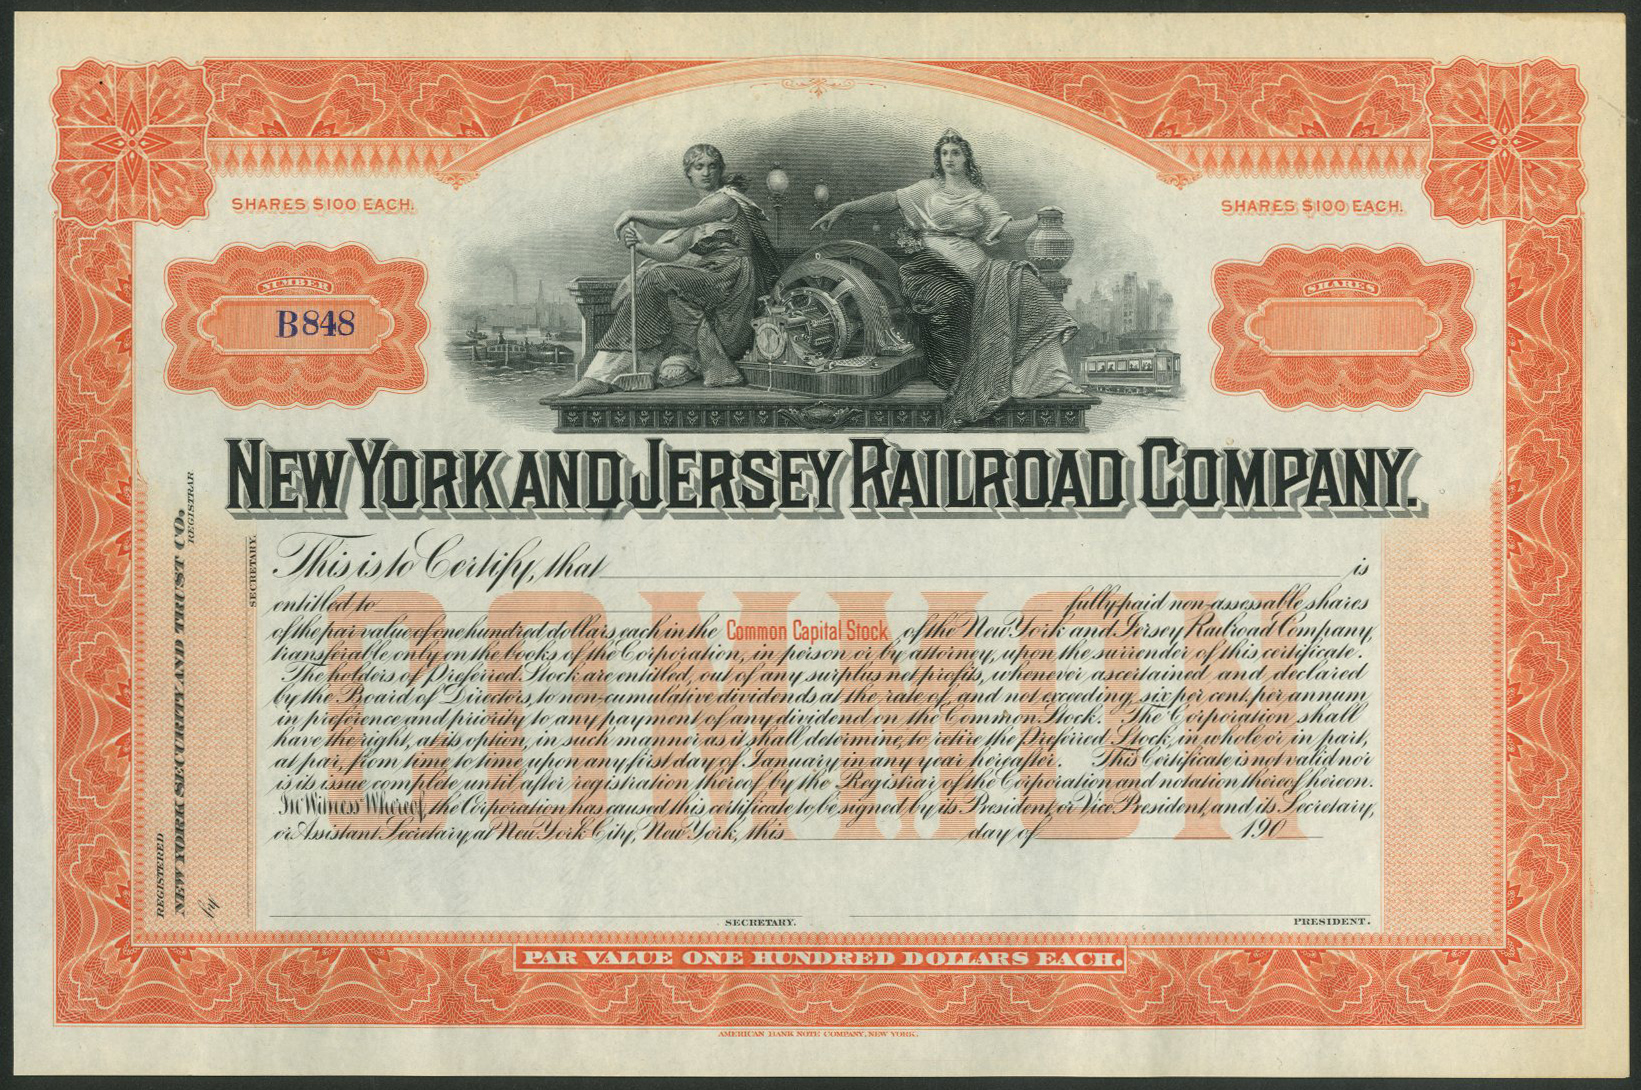 SHARES $100 EACH.
SHARES $100 EACH.
NUMBER
B848
SHARES
NEW YORK AND JERSEY RAILROAD COMPANY.
This is to Certify, that is
entitled to fully paid non-assessable shares
of the par value of one hundred dollars each in the Common Capital Stock of the New York and Jersey Railroad Company,
transferable only on the books of the Corporation, in person or by attorney, upon the surrender of this certificate.
The holders of Preferred Stock are entitled, out of any surplus net profits, whenever ascertained and declared
by the Board of Directors, to non-cumulative dividends at the rate of, and not exceeding, six per cent, per annum
in preference and priority to any payment of any dividend on the Common Stock. The Corporation shall
have the right, at its option, in such manner as it shall determine, to retire the Preferred Stock, in whole or in part,
at par, from time to time upon any first day of January in any year hereafter. This Certificate is not valid nor
is its issue complete until after registration thereof by the Registrar of the Corporation and notation thereof hereon.
In Witness Whereof, the Corporation has caused this certificate to be signed by its President, or Vice President, and its Secretary,
or Assistant Secretary, at New York City, New York, this day of 190
COMMON
SECRETARY.
PRESIDENT.
REGISTERED
NEW YORK SECURITY AND TRUST CO.
REGISTRAR
by
SECRETARY.
PAR VALUE ONE HUNDRED DOLLARS EACH.
AMERICAN BANK NOTE COMPANY, NEW YORK.